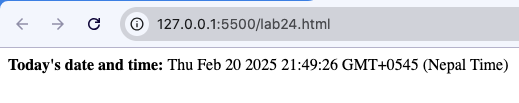 127.0.0.1:5500/lab24.html
Today's date and time: Thu Feb 20 2025 21:49:26 GMT+0545 (Nepal Time)